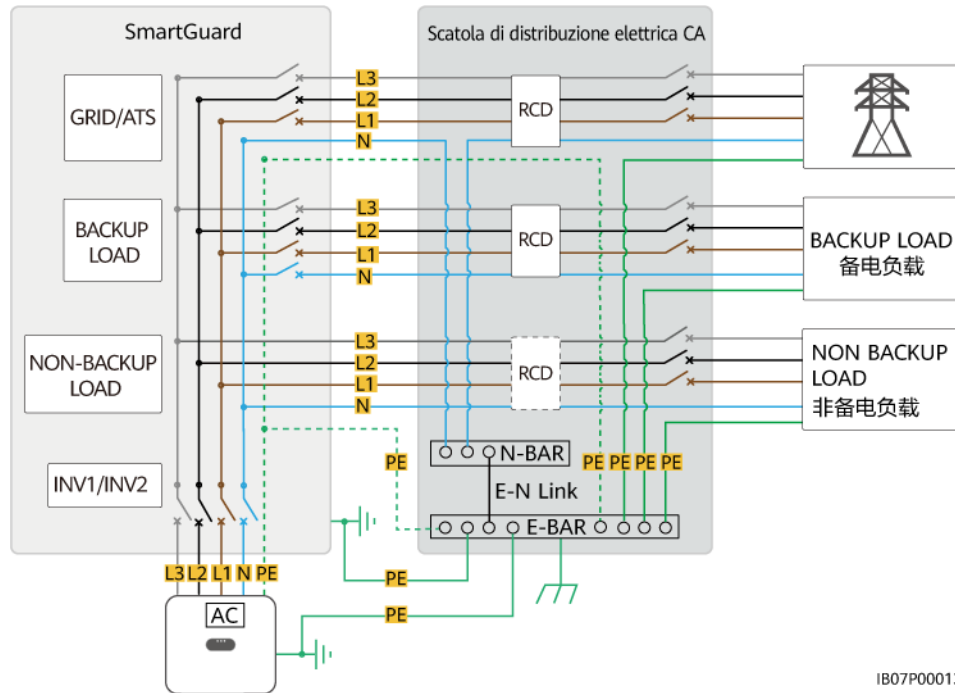 SmartGuard
Scatola di distribuzione elettrica CA
GRID/ATS
L3
L2
L1
N
RCD
BACKUP
LOAD
L3
L2
L1
N
RCD
BACKUP LOAD
备电负载
NON-BACKUP
LOAD
L3
L2
L1
N
RCD
NON BACKUP
LOAD
非备电负载
N-BAR
PE
PE
PE
PE
PE
INV1/INV2
E-N Link
E-BAR
L3
L2
L1
N
PE
PE
PE
AC